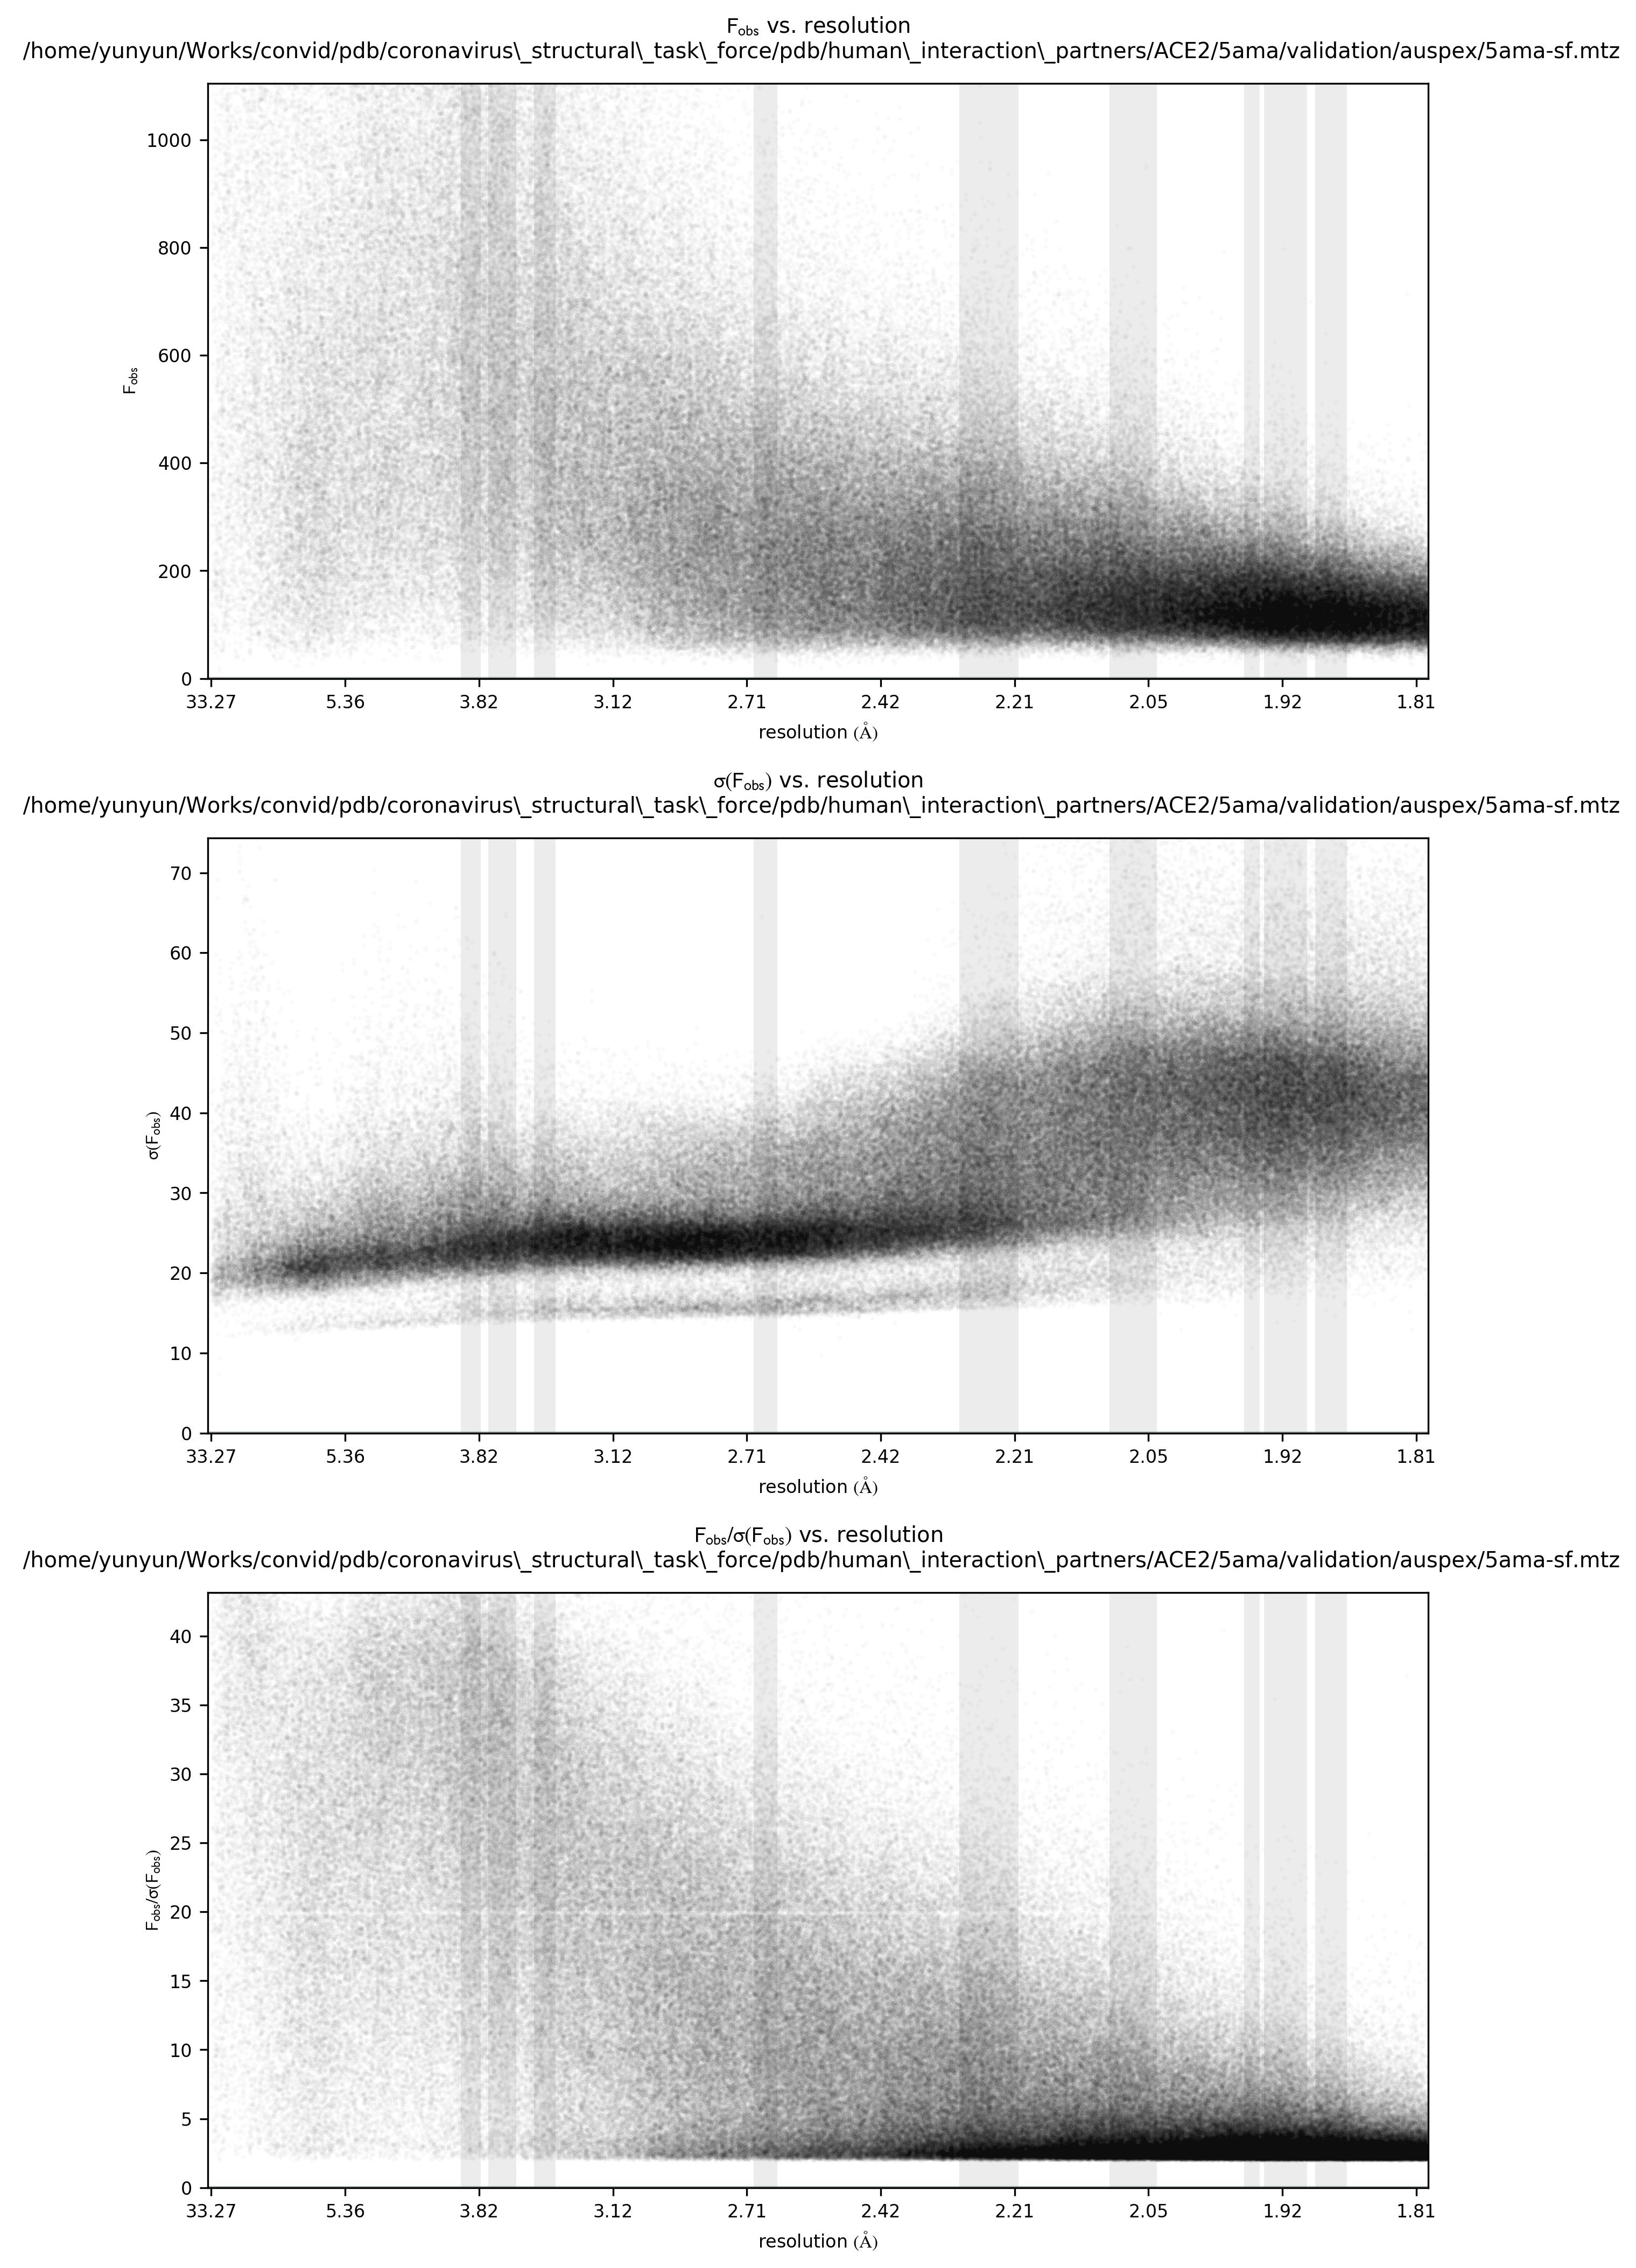 Fobs vs. resolution
/home/yunyun/Works/convid/pdb/coronavirus\_structural\_task\_force/pdb/human\_interaction\_partners/ACE2/5ama/validation/auspex/5ama-sf.mtz
1000
800
600
400
200
0
Fobs
33.27 5.36 3.82 3.12 2.71 2.42 2.21 2.05 1.92 1.81
resolution (Å)
σ(Fobs) vs. resolution
/home/yunyun/Works/convid/pdb/coronavirus\_structural\_task\_force/pdb/human\_interaction\_partners/ACE2/5ama/validation/auspex/5ama-sf.mtz
70
60
50
40
30
20
10
0
σ(Fobs)
33.27 5.36 3.82 3.12 2.71 2.42 2.21 2.05 1.92 1.81
resolution (Å)
Fobs/σ(Fobs) vs. resolution
/home/yunyun/Works/convid/pdb/coronavirus\_structural\_task\_force/pdb/human\_interaction\_partners/ACE2/5ama/validation/auspex/5ama-sf.mtz
40
35
30
25
20
15
10
5
0
Fobs/σ(Fobs)
33.27 5.36 3.82 3.12 2.71 2.42 2.21 2.05 1.92 1.81
resolution (Å)